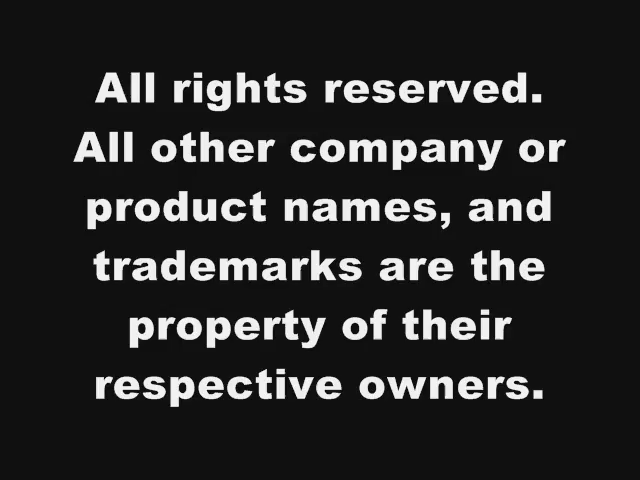 All rights reserved.
All other company or
product names, and
trademarks are the
property of their
respective owners.